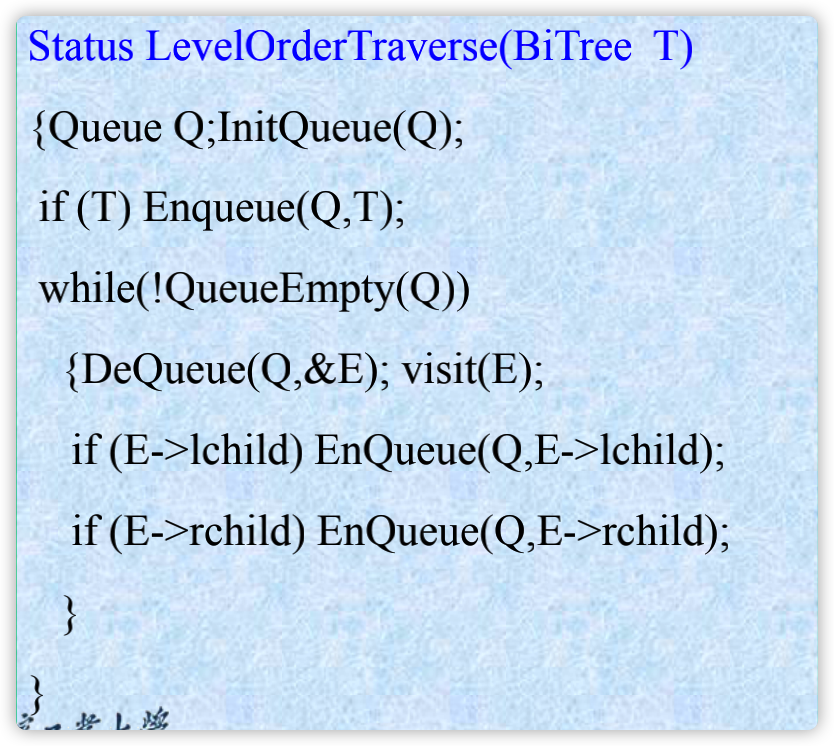 Status LevelOrderTraverse(BiTree T)
{Queue Q;InitQueue(Q);
if (T) Enqueue(Q,T);
while(!QueueEmpty(Q))
{DeQueue(Q,&E); visit(E);
if (E->lchild) EnQueue(Q,E->lchild);
if (E->rchild) EnQueue(Q,E->rchild);
}
}